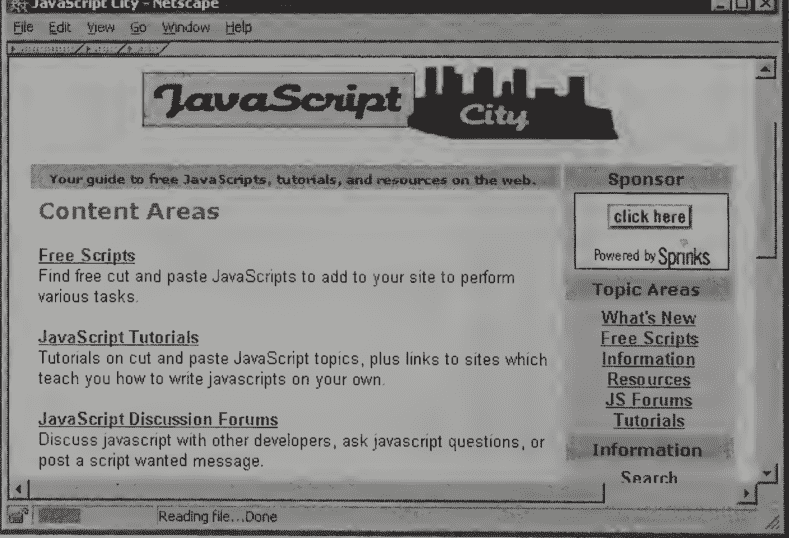 JavaScript City - Netscape
File Edit View Go Window Help
JavaScript City
Your guide to free JavaScripts, tutorials, and resources on the web.
Content Areas
Free Scripts
Find free cut and paste JavaScripts to add to your site to perform
various tasks.
JavaScript Tutorials
Tutorials on cut and paste JavaScript topics, plus links to sites which
teach you how to write javascripts on your own.
JavaScript Discussion Forums
Discuss javascript with other developers, ask javascript questions, or
post a script wanted message.
Sponsor
click here
Powered by Sprinks
Topic Areas
What's New
Free Scripts
Information
Resources
JS Forums
Tutorials
Information
Search
Reading file...Done